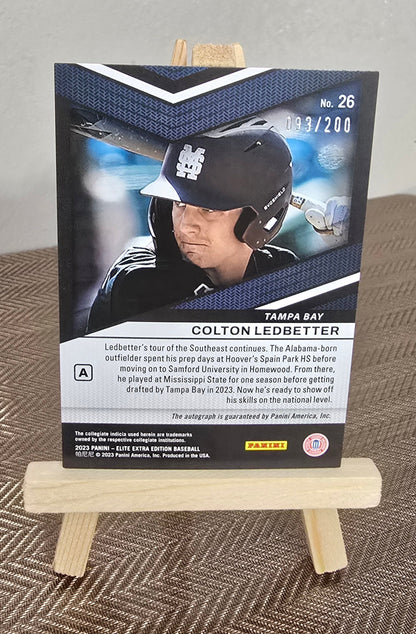 No. 26
093/200
MS
EVOSHIELD
TAMPA BAY
COLTON LEDBETTER
Ledbetter's tour of the Southeast continues. The Alabama-born
outfielder spent his prep days at Hoover's Spain Park HS before
moving on to Samford University in Homewood. From there,
he played at Mississippi State for one season before getting
drafted by Tampa Bay in 2023. Now he's ready to show off
his skills on the national level.
A
The autograph is guaranteed by Panini America, Inc.
The collegiate indicia used herein are trademarks
owned by the respective collegiate institutions.
2023 PANINI – ELITE EXTRA EDITION BASEBALL
帕尼尼 © 2023 Panini America, Inc. Produced in the USA.
PANINI